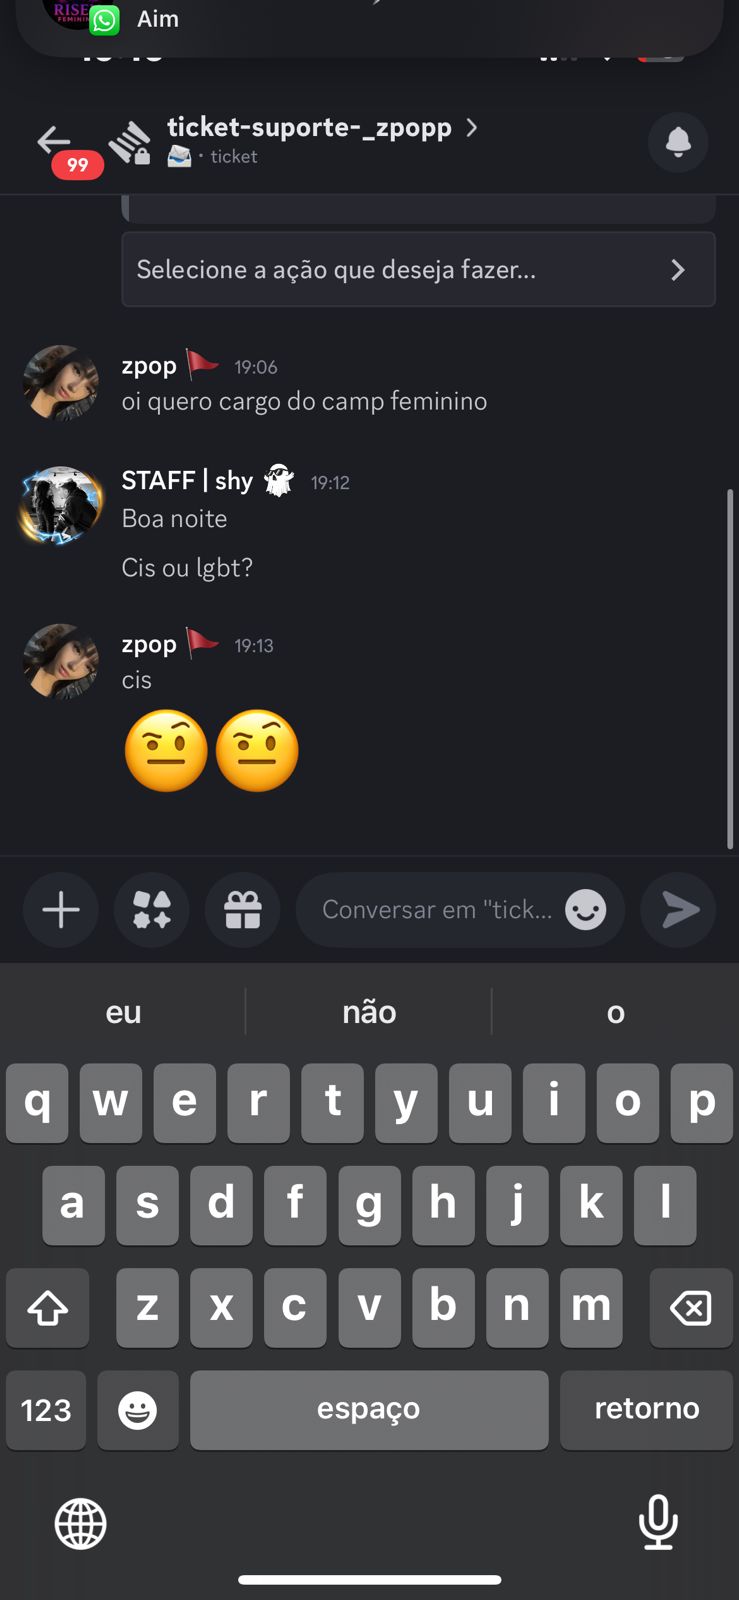 RISE
FEMININ
Aim
ticket-suporte-_zpopp
99
· ticket
Selecione a ação que deseja fazer...
zpop 19:06
oi quero cargo do camp feminino
STAFF | shy 19:12
Boa noite
Cis ou lgbt?
zpop 19:13
cis
Conversar em "tick...
eu não o
q w e r t y u i o p
a s d f g h j k l
z x c v b n m
123 espaço retorno